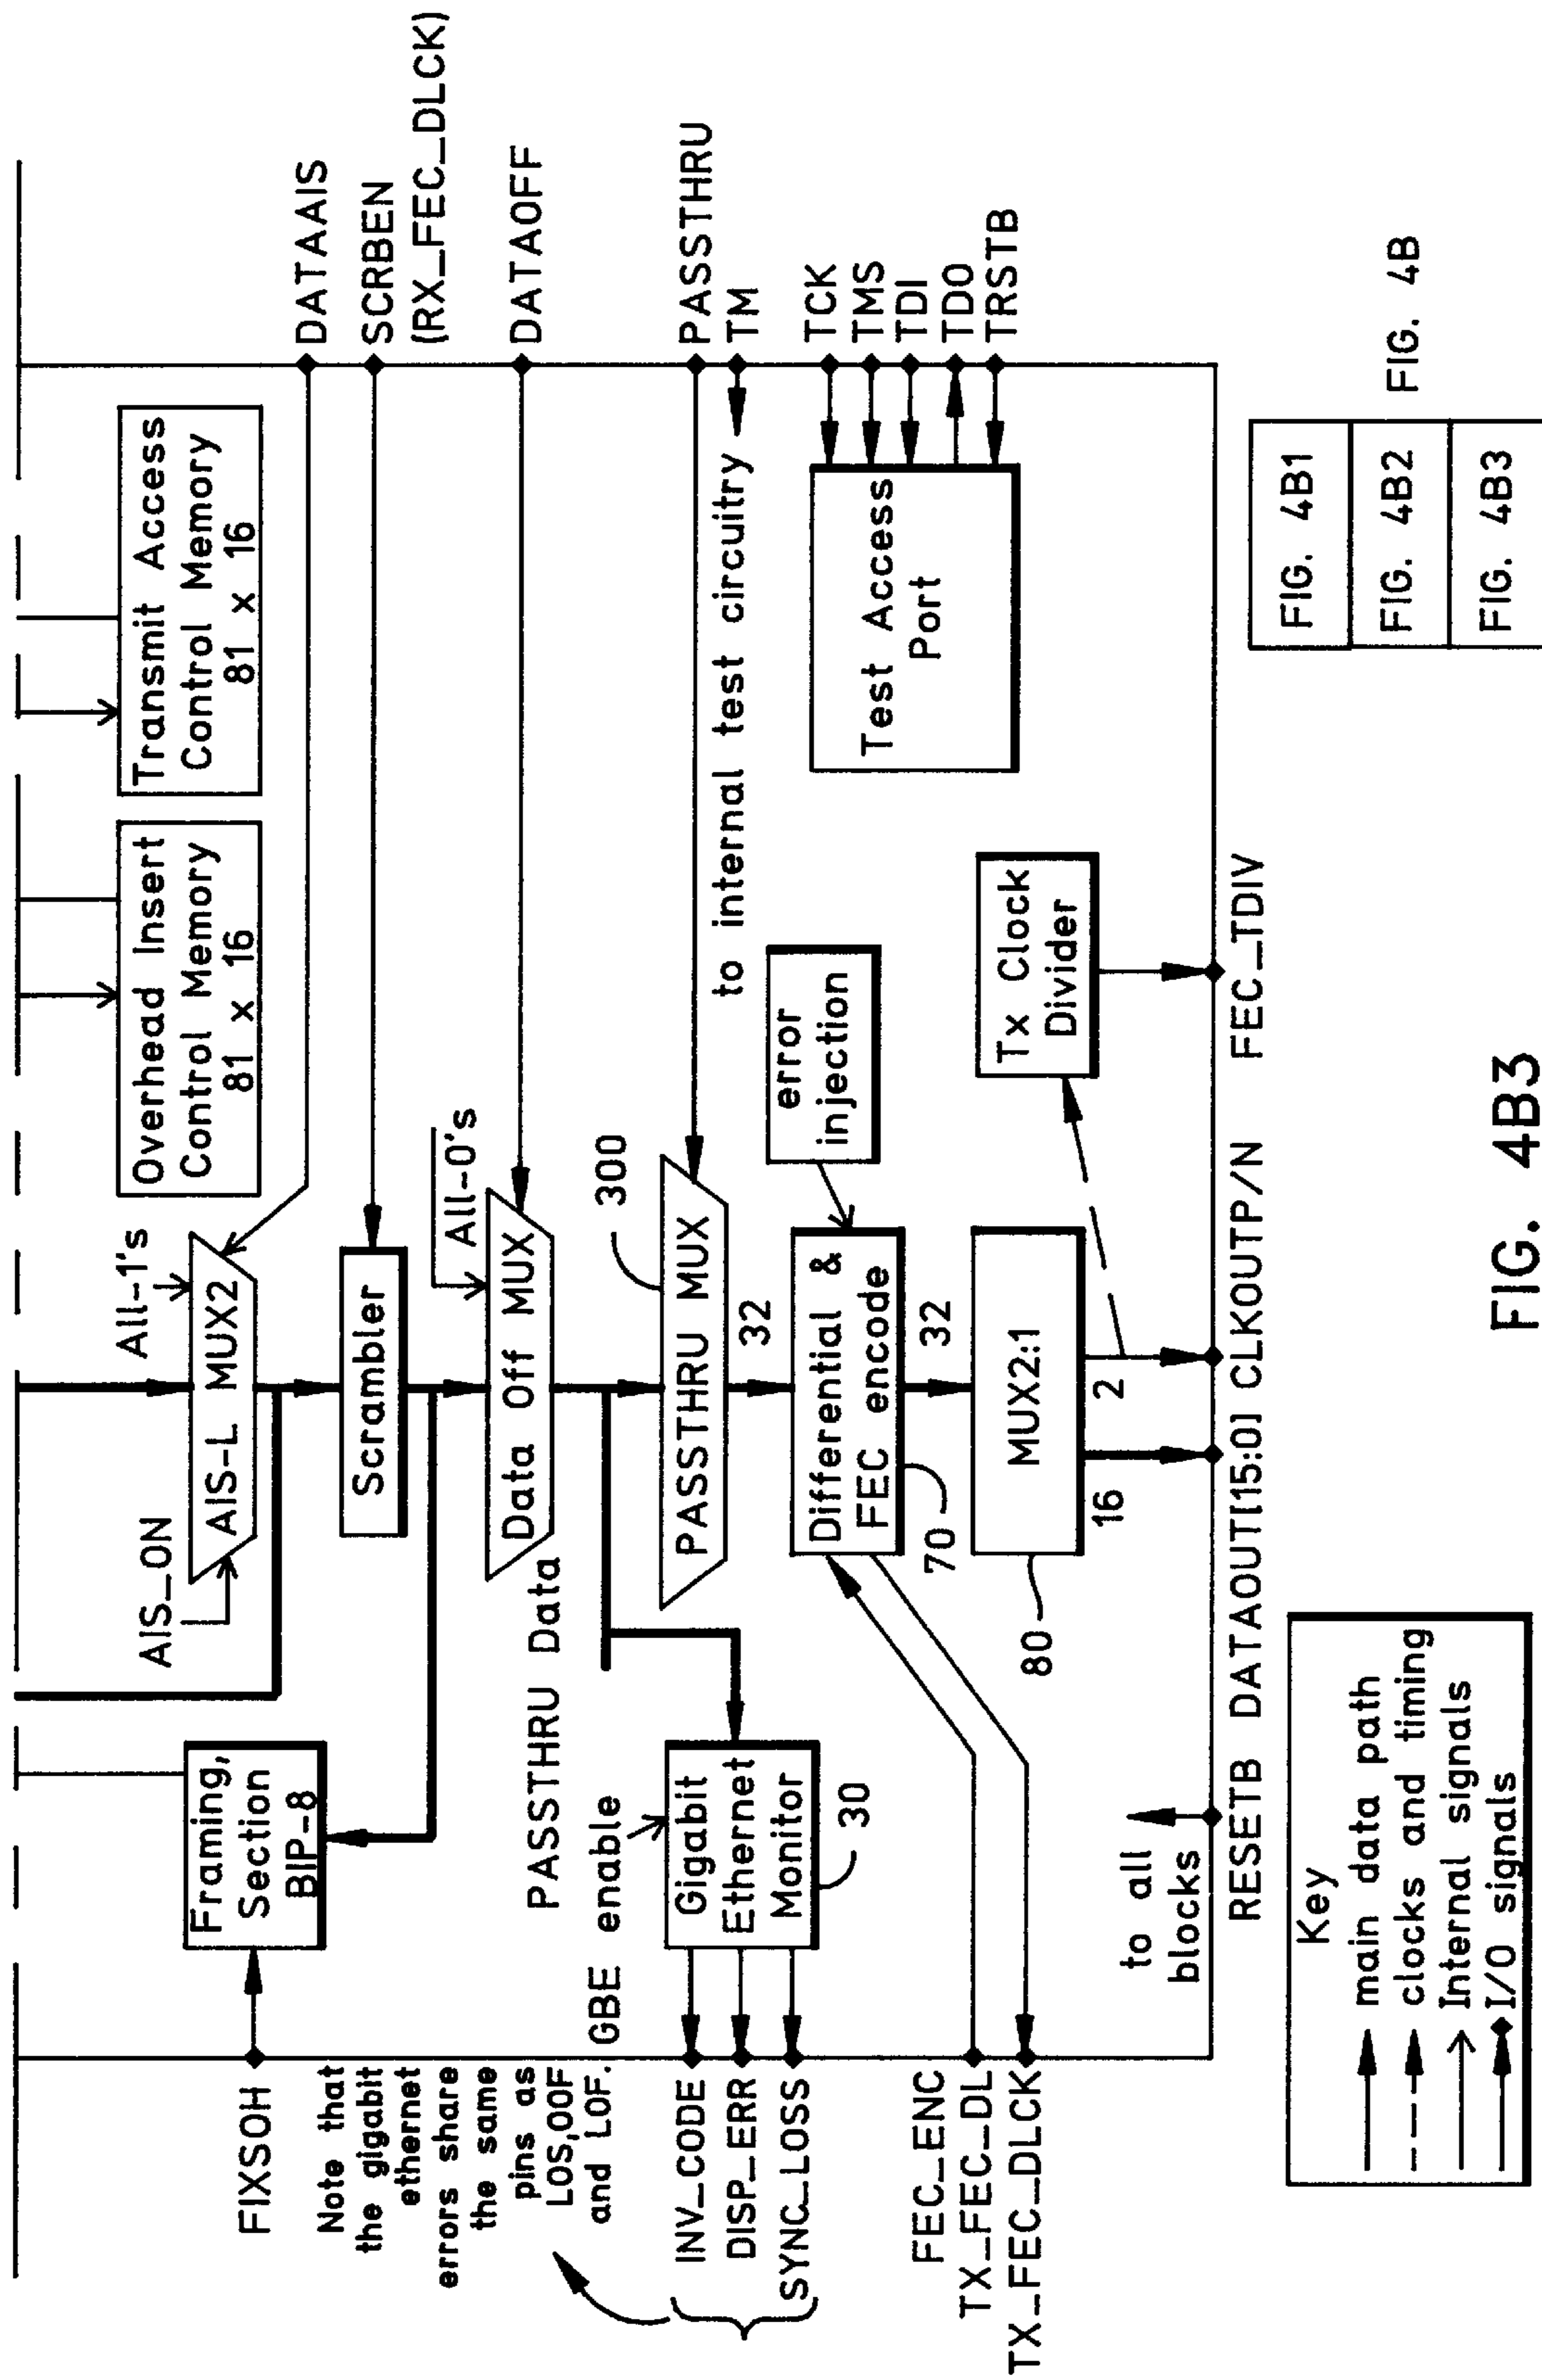 Transmit Access
Control Memory
81 x 16
Overhead Insert
Control Memory
81 x 16
All-1's
AIS_ON
AIS-L MUX2
DATAAIS
Framing,
Section
BIP-8
FIXSOH
Scrambler
SCRBEN
(RX_FEC_DLCK)
Note that
the gigabit
ethernet
errors share
the same
pins as
LOS,OOF
and LOF.
All-0's
Data Off MUX
DATAOFF
PASSTHRU Data
300
PASSTHRU MUX
PASSTHRU
TM
to internal test circuitry
GBE enable
Gigabit
Ethernet
Monitor
30
INV_CODE
DISP_ERR
SYNC_LOSS
32
error
injection
Differential &
FEC encode
70
FEC_ENC
TX_FEC_DL
TX_FEC_DLCK
TCK
TMS
TDI
TDO
TRSTB
Test Access
Port
32
MUX2:1
80
16
2
Tx Clock
Divider
to all
blocks
RESETB
DATAOUT[15:0]
CLKOUTP/N
FEC_TDIV
Key
main data path
clocks and timing
Internal signals
I/O signals
FIG. 4B1
FIG. 4B2
FIG. 4B3
FIG. 4B
FIG. 4B3